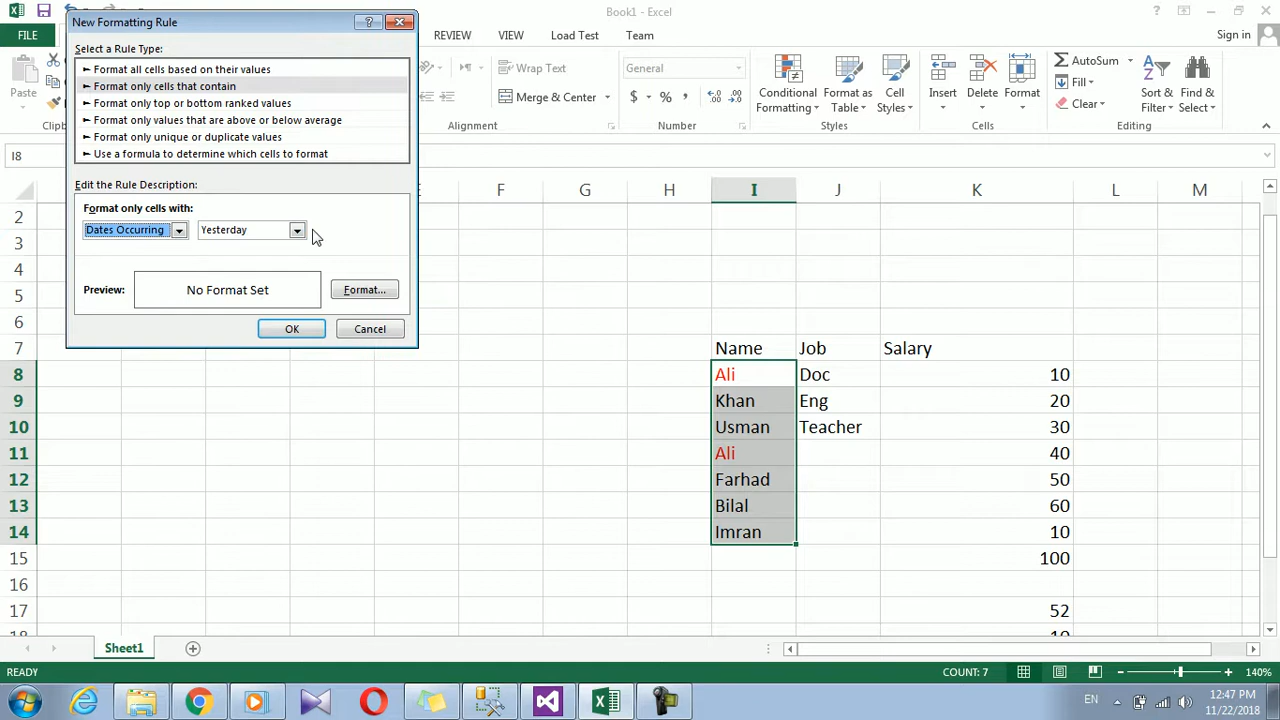 New Formatting Rule
?
Book1 - Excel
?
FILE
REVIEW
VIEW
Load Test
Team
Sign in
Select a Rule Type:
► Format all cells based on their values
► Format only cells that contain
► Format only top or bottom ranked values
► Format only values that are above or below average
► Format only unique or duplicate values
► Use a formula to determine which cells to format
Edit the Rule Description:
Format only cells with:
Dates Occurring
Yesterday
Preview:
No Format Set
Format...
OK
Cancel
Paste
Wrap Text
Merge & Center
Alignment
General
$ % ,
Number
Conditional
Formatting
Format as
Table
Cell
Styles
Styles
Insert
Delete
Format
Cells
AutoSum
Fill
Clear
Sort &
Filter
Find &
Select
Editing
I8
F G H I J K L M
2
3
4
5
6
7 Name Job Salary
8 Ali Doc 10
9 Khan Eng 20
10 Usman Teacher 30
11 Ali 40
12 Farhad 50
13 Bilal 60
14 Imran 10
15 100
16
17 52
Sheet1
READY
COUNT: 7
140%
EN
12:47 PM
11/22/2018